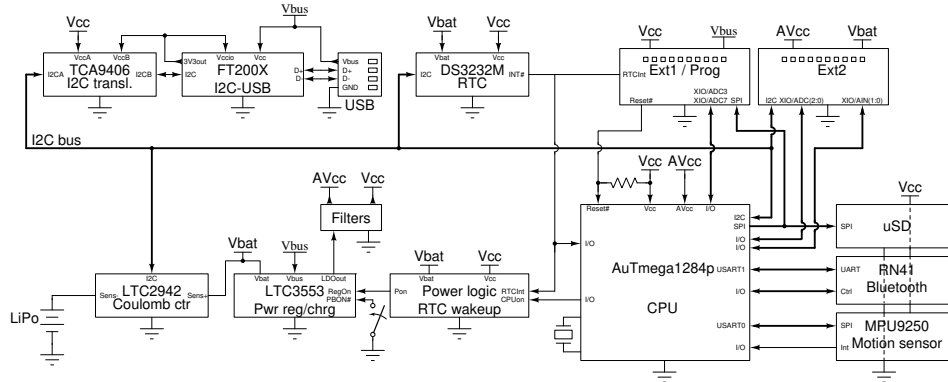 Vcc
VccA VccB
I2CA TCA9406 I2CB
I2C transl.
Vbus
Vcc
Vccio Vcc
3V3out FT200X
I2C
I2C-USB
D+
D-
Vbus
D+
D-
GND
USB
Vbat Vcc
Vbat Vcc
I2C DS3232M INT#
RTC
Vcc Vbus
RTCInt Ext1 / Prog
Reset# XIO/ADC3
XIO/ADC7 SPI
AVcc Vbat
Ext2
I2C XIO/ADC(2:0) XIO/AIN(1:0)
I2C bus
Vcc AVcc
Reset# Vcc AVcc I/O
I2C
SPI
I/O
I/O
I/O
AuTmega1284p
CPU
USART1
I/O
I/O
USART0
I/O
Vcc
SPI uSD
UART RN41
Bluetooth
Ctrl
SPI MPU9250
Int Motion sensor
AVcc Vcc
Filters
Vbat Vbus
LiPo
I2C
Sens- LTC2942 Sens+
Coulomb ctr
Vbat Vbus LDOout
LTC3553 RegOn
PBON#
Pwr reg/chrg
Vbat Vcc
Vbat Vcc
Pon Power logic RTCInt
CPUon
RTC wakeup